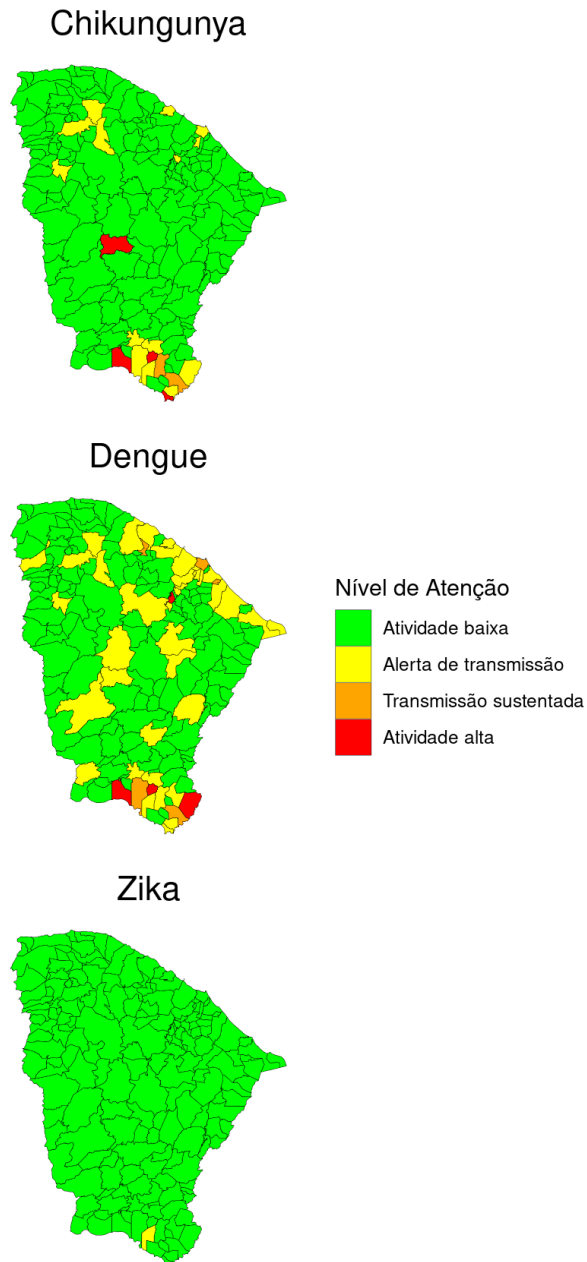 Chikungunya
Dengue
Nível de Atenção
Atividade baixa
Alerta de transmissão
Transmissão sustentada
Atividade alta
Zika